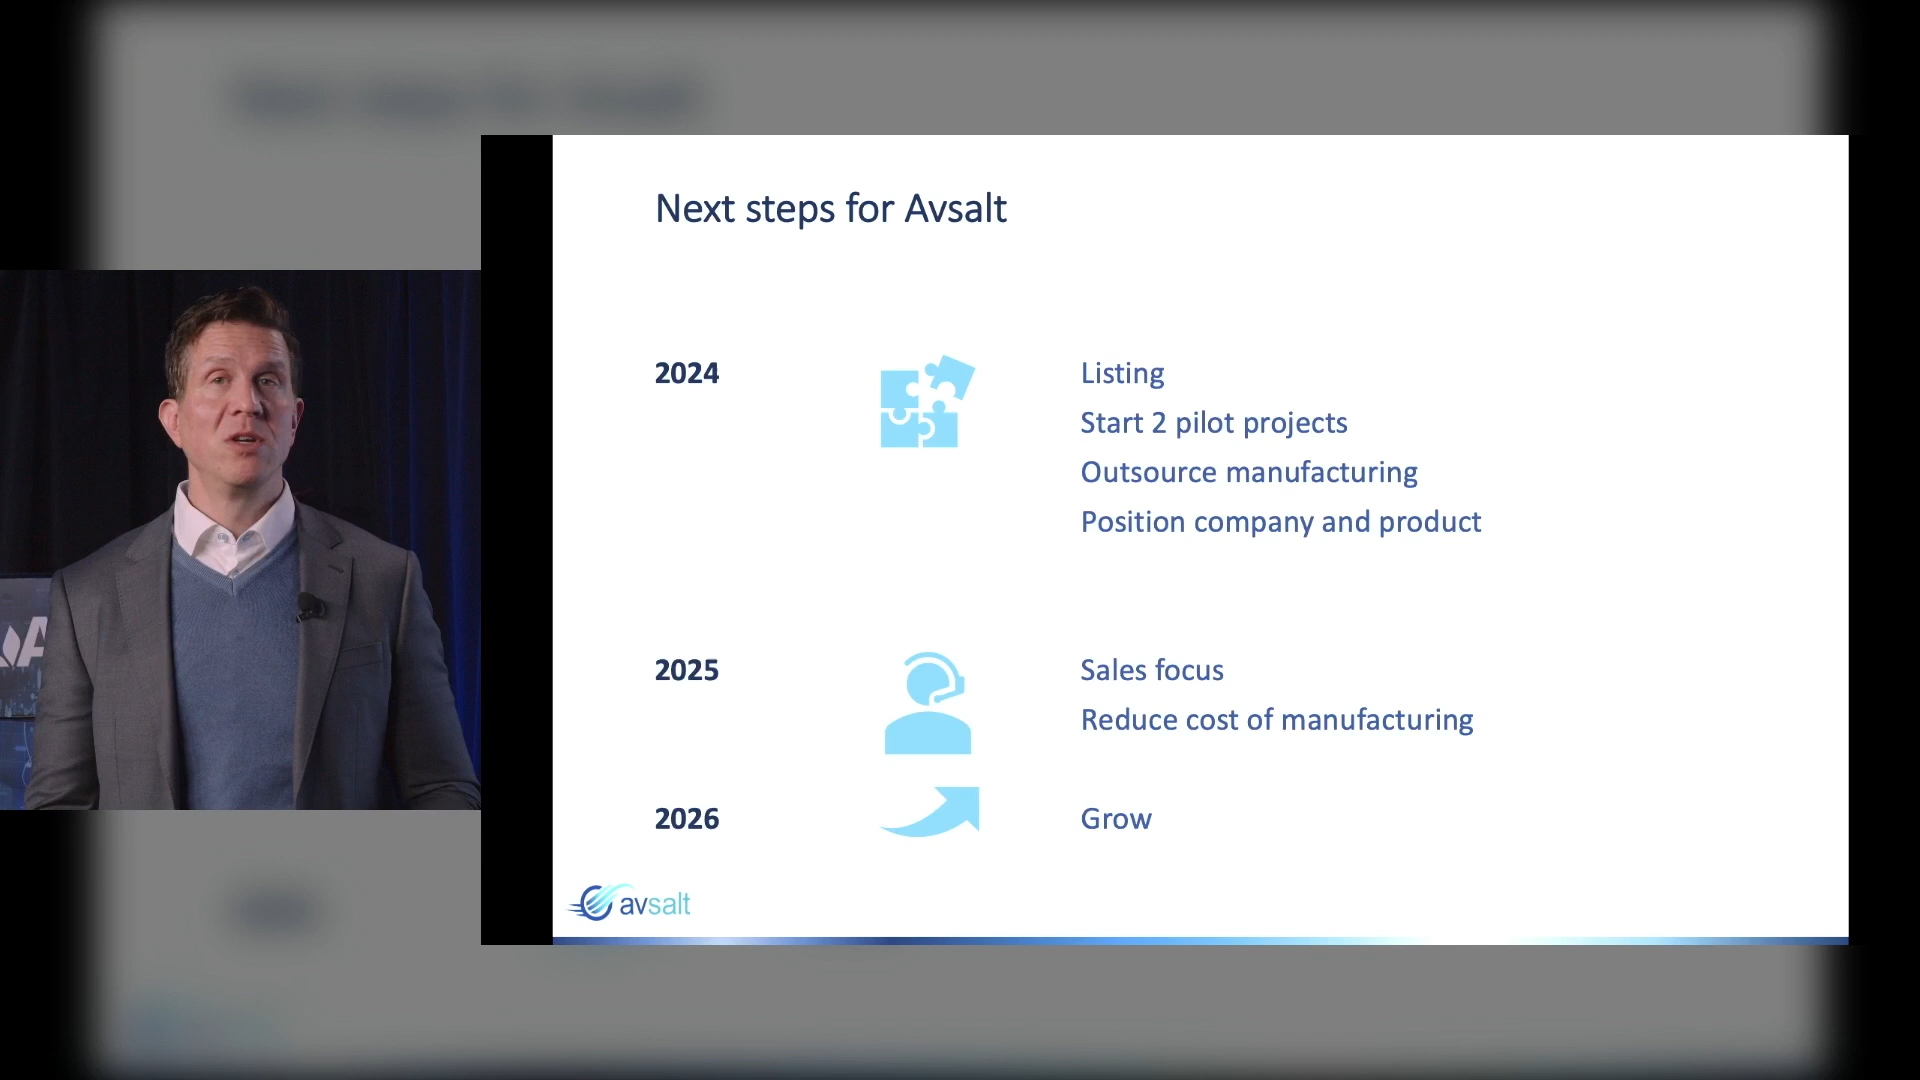 Next steps for Avsalt
2024
Listing
Start 2 pilot projects
Outsource manufacturing
Position company and product
2025
Sales focus
Reduce cost of manufacturing
2026
Grow
avsalt